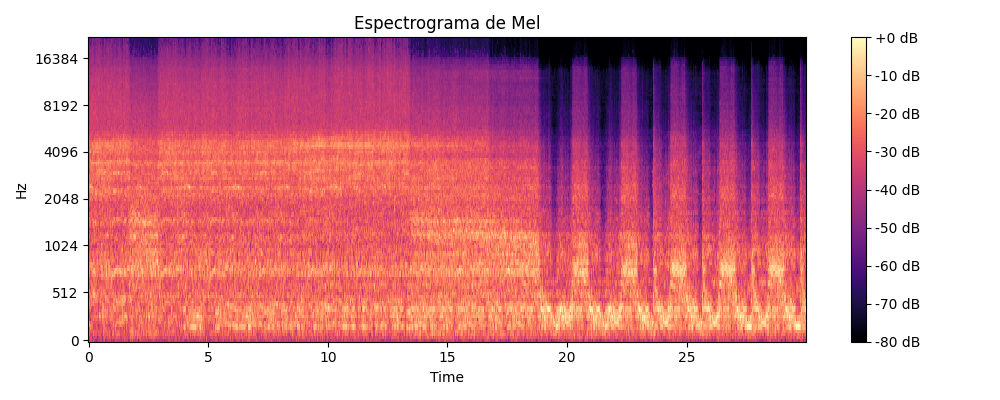 Espectrograma de Mel
Hz
16384
8192
4096
2048
1024
512
0
0 5 10 15 20 25
Time
+0 dB
-10 dB
-20 dB
-30 dB
-40 dB
-50 dB
-60 dB
-70 dB
-80 dB